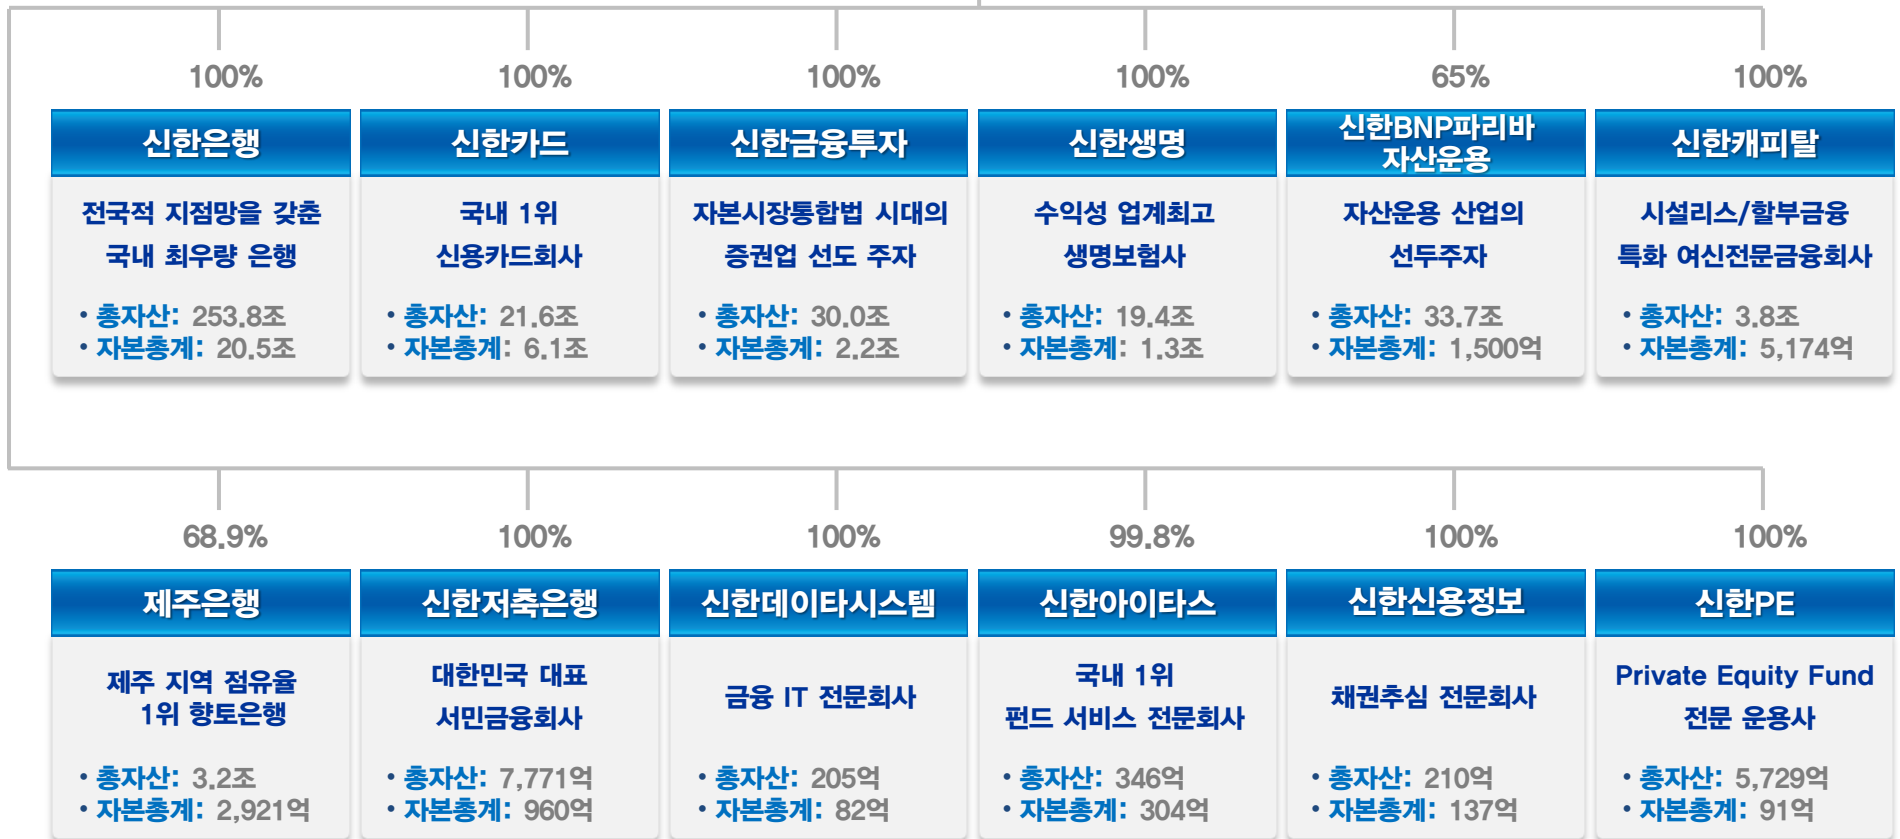 100%
100%
100%
100%
65%
100%
신한은행
신한카드
신한금융투자
신한생명
신한BNP파리바
자산운용
신한캐피탈
전국적 지점망을 갖춘
국내 최우량 은행
• 총자산: 253.8조
• 자본총계: 20.5조
국내 1위
신용카드회사
• 총자산: 21.6조
• 자본총계: 6.1조
자본시장통합법 시대의
증권업 선도 주자
• 총자산: 30.0조
• 자본총계: 2.2조
수익성 업계최고
생명보험사
• 총자산: 19.4조
• 자본총계: 1.3조
자산운용 산업의
선두주자
• 총자산: 33.7조
• 자본총계: 1,500억
시설리스/할부금융
특화 여신전문금융회사
• 총자산: 3.8조
• 자본총계: 5,174억
68.9%
100%
100%
99.8%
100%
100%
제주은행
신한저축은행
신한데이타시스템
신한아이타스
신한신용정보
신한PE
제주 지역 점유율
1위 향토은행
• 총자산: 3.2조
• 자본총계: 2,921억
대한민국 대표
서민금융회사
• 총자산: 7,771억
• 자본총계: 960억
금융 IT 전문회사
• 총자산: 205억
• 자본총계: 82억
국내 1위
펀드 서비스 전문회사
• 총자산: 346억
• 자본총계: 304억
채권추심 전문회사
• 총자산: 210억
• 자본총계: 137억
Private Equity Fund
전문 운용사
• 총자산: 5,729억
• 자본총계: 91억